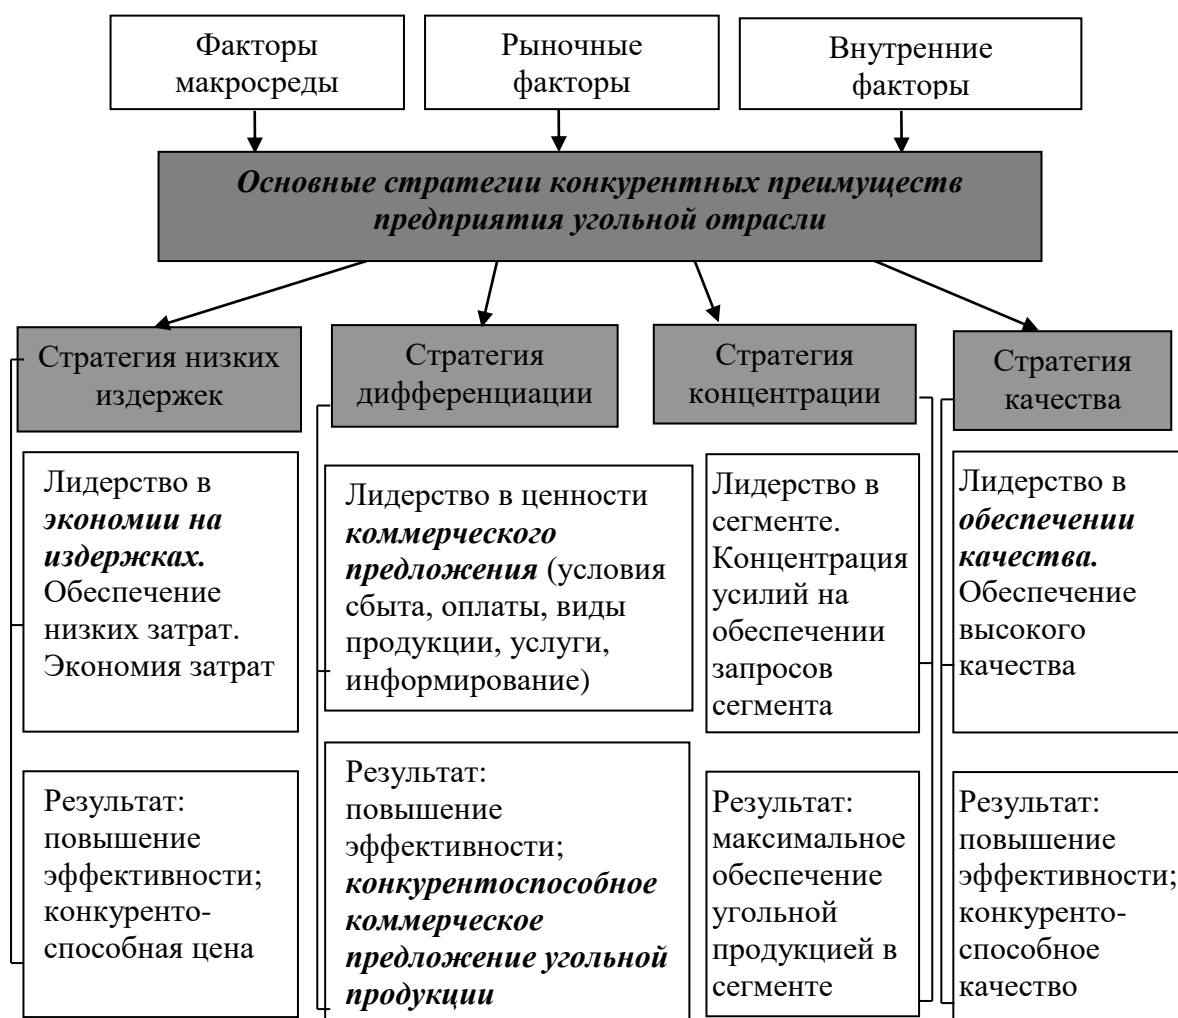 Факторы
макросреды
Рыночные
факторы
Внутренние
факторы
Основные стратегии конкурентных преимуществ
предприятия угольной отрасли
Стратегия низких
издержек
Стратегия
дифференциации
Стратегия
концентрации
Стратегия
качества
Лидерство в
экономии на
издержках.
Обеспечение
низких затрат.
Экономия затрат
Лидерство в ценности
коммерческого
предложения (условия
сбыта, оплаты, виды
продукции, услуги,
информирование)
Лидерство в
сегменте.
Концентрация
усилий на
обеспечении
запросов
сегмента
Лидерство в
обеспечении
качества.
Обеспечение
высокого
качества
Результат:
повышение
эффективности;
конкуренто-
способная цена
Результат:
повышение
эффективности;
конкурентоспособное
коммерческое
предложение угольной
продукции
Результат:
максимальное
обеспечение
угольной
продукцией в
сегменте
Результат:
повышение
эффективности;
конкуренто-
способное
качество